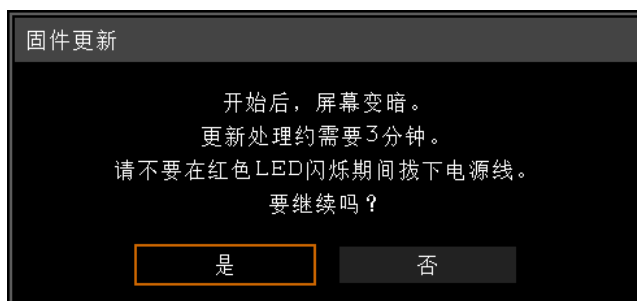 固件更新
开始后，屏幕变暗。
更新处理约需要3分钟。
请不要在红色LED闪烁期间拔下电源线。
要继续吗？
是
否